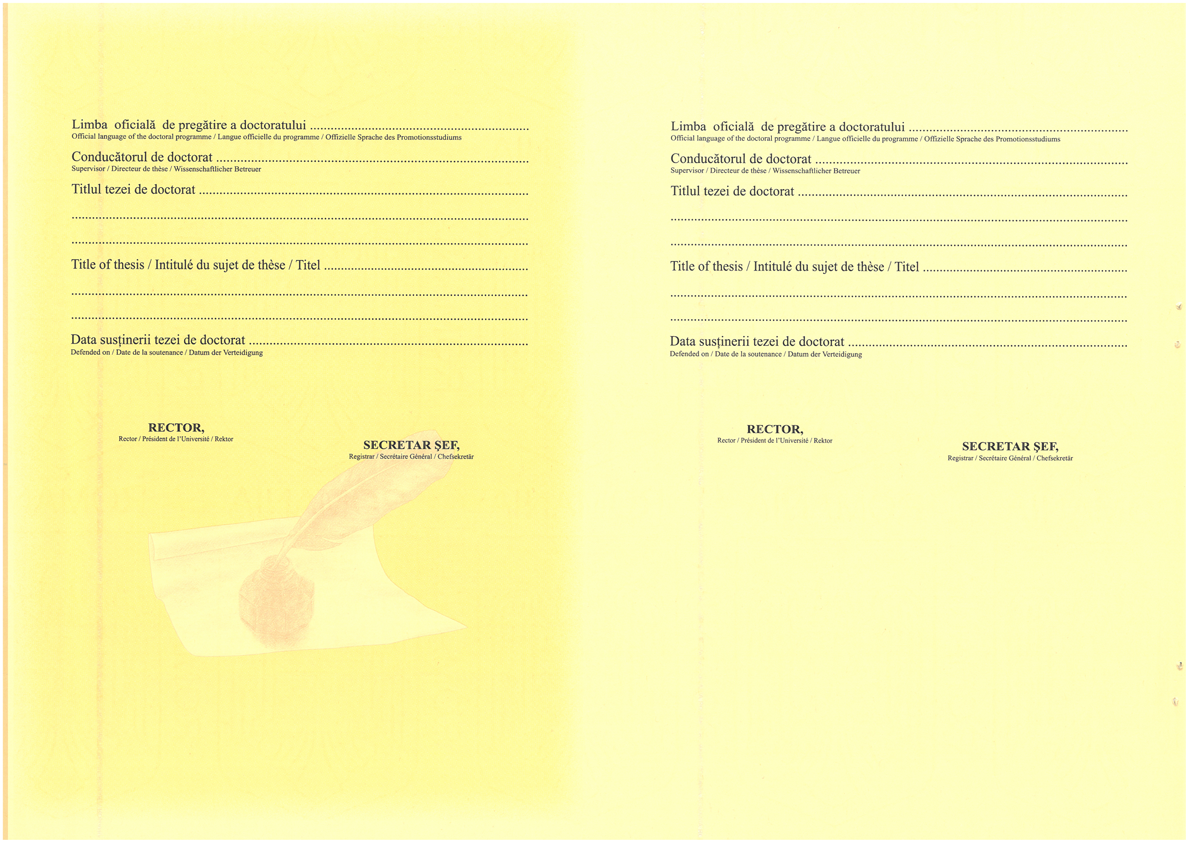 Limba oficială de pregătire a doctoratului ..........
Official language of the doctoral programme / Langue officielle du programme / Offizielle Sprache des Promotionsstudiums
Conducătorul de doctorat ..........
Supervisor / Directeur de thèse / Wissenschaftlicher Betreuer
Titlul tezei de doctorat ..........
Title of thesis / Intitulé du sujet de thèse / Titel ..........
Data susținerii tezei de doctorat ..........
Defended on / Date de la soutenance / Datum der Verteidigung
RECTOR,
Rector / Président de l'Université / Rektor
SECRETAR ȘEF,
Registrar / Secrétaire Général / Chefsekretär
Limba oficială de pregătire a doctoratului ..........
Official language of the doctoral programme / Langue officielle du programme / Offizielle Sprache des Promotionsstudiums
Conducătorul de doctorat ..........
Supervisor / Directeur de thèse / Wissenschaftlicher Betreuer
Titlul tezei de doctorat ..........
Title of thesis / Intitulé du sujet de thèse / Titel ..........
Data susținerii tezei de doctorat ..........
Defended on / Date de la soutenance / Datum der Verteidigung
RECTOR,
Rector / Président de l'Université / Rektor
SECRETAR ȘEF,
Registrar / Secrétaire Général / Chefsekretär